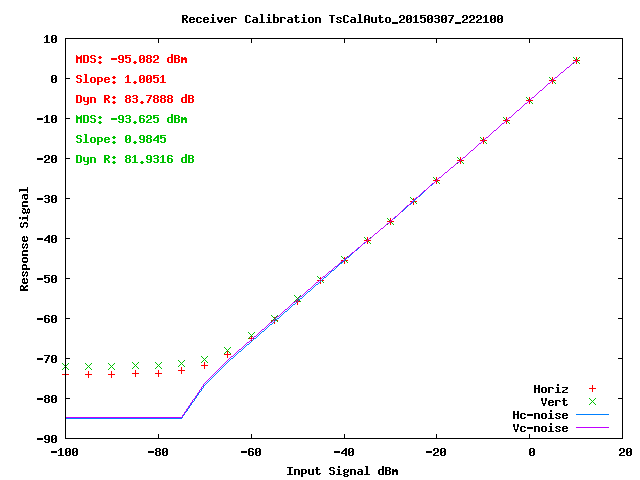 Receiver Calibration TsCalAuto_20150307_222100
10
0
-10
-20
-30
-40
-50
-60
-70
-80
-90
Response Signal
MDS: -95.082 dBm
Slope: 1.0051
Dyn R: 83.7888 dB
MDS: -93.625 dBm
Slope: 0.9845
Dyn R: 81.9316 dB
Horiz
Vert
Hc-noise
Vc-noise
-100 -80 -60 -40 -20 0 20
Input Signal dBm